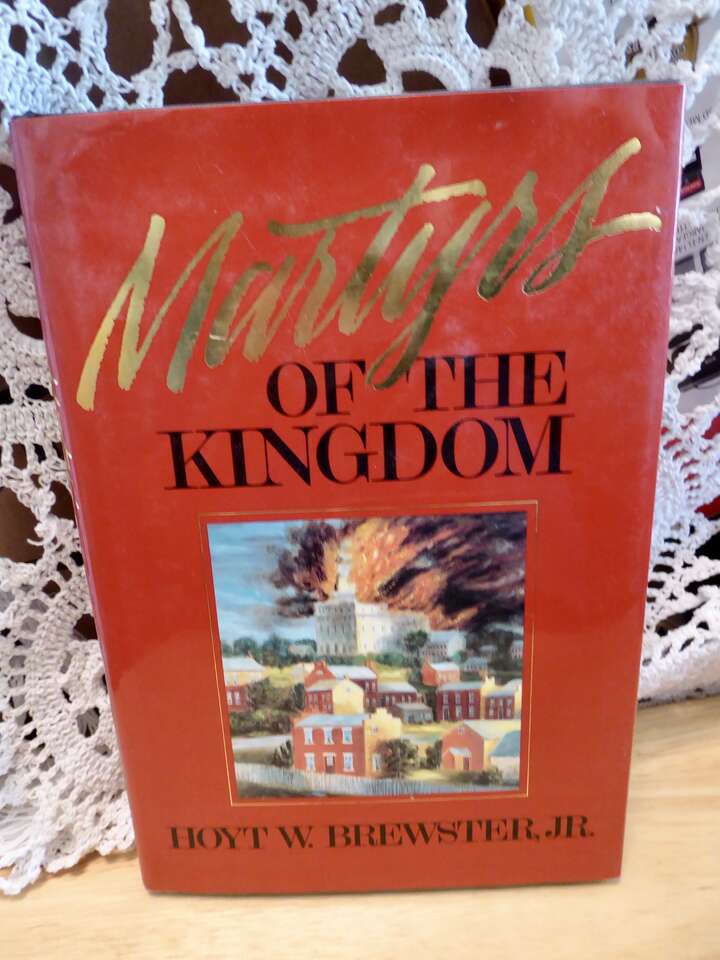 Martyrs
OF THE
KINGDOM
HOYT W. BREWSTER, JR.